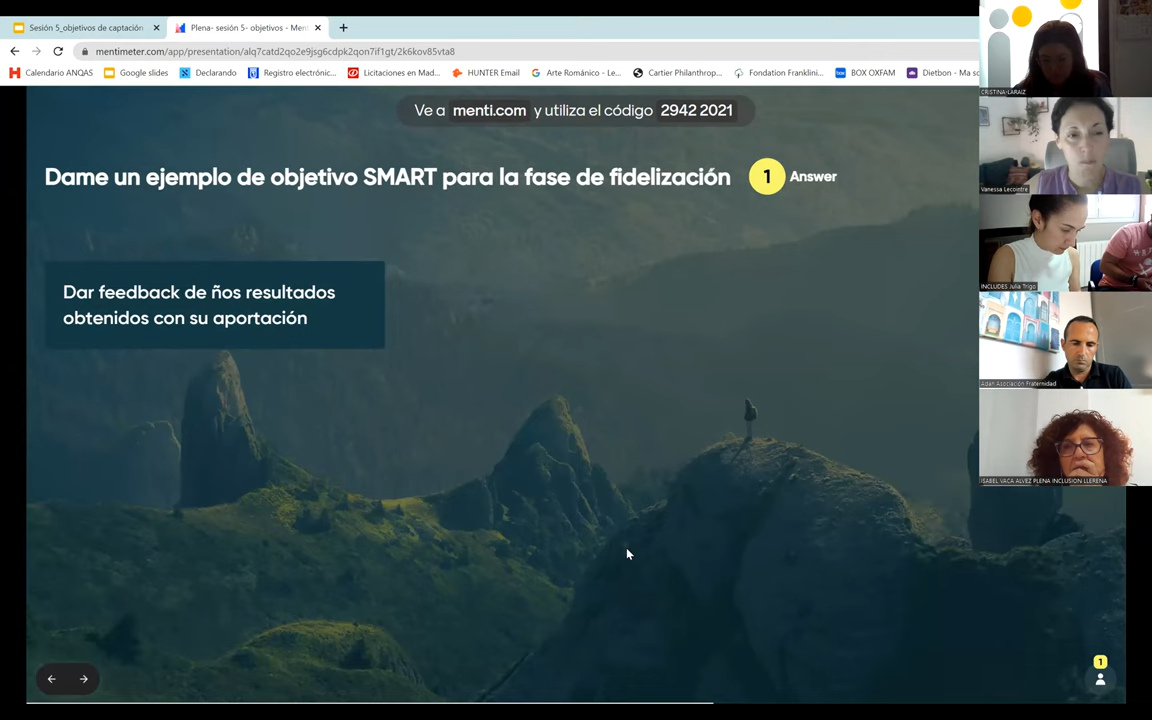 Sesión 5_objetivos de captación
Plena- sesión 5- objetivos - Ment
mentimeter.com/app/presentation/alq7catd2qo2e9jsg6cdpk2qon7if1gt/2k6kov85vta8
Calendario ANQAS
Google slides
Declarando
Registro electrónic...
Licitaciones en Mad...
HUNTER Email
Arte Románico - Le...
Cartier Philanthrop...
Fondation Franklini...
BOX OXFAM
Dietbon - Ma so
Ve a menti.com y utiliza el código 2942 2021
Dame un ejemplo de objetivo SMART para la fase de fidelización
1 Answer
Dar feedback de ños resultados
obtenidos con su aportación
CRISTINA-LARAIZ
Vanessa Lecointre
INCLUDES Julia Trigo
Asociación Fraternidad
ISABEL VACA ALVEZ PLENA INCLUSION LLERENA
1